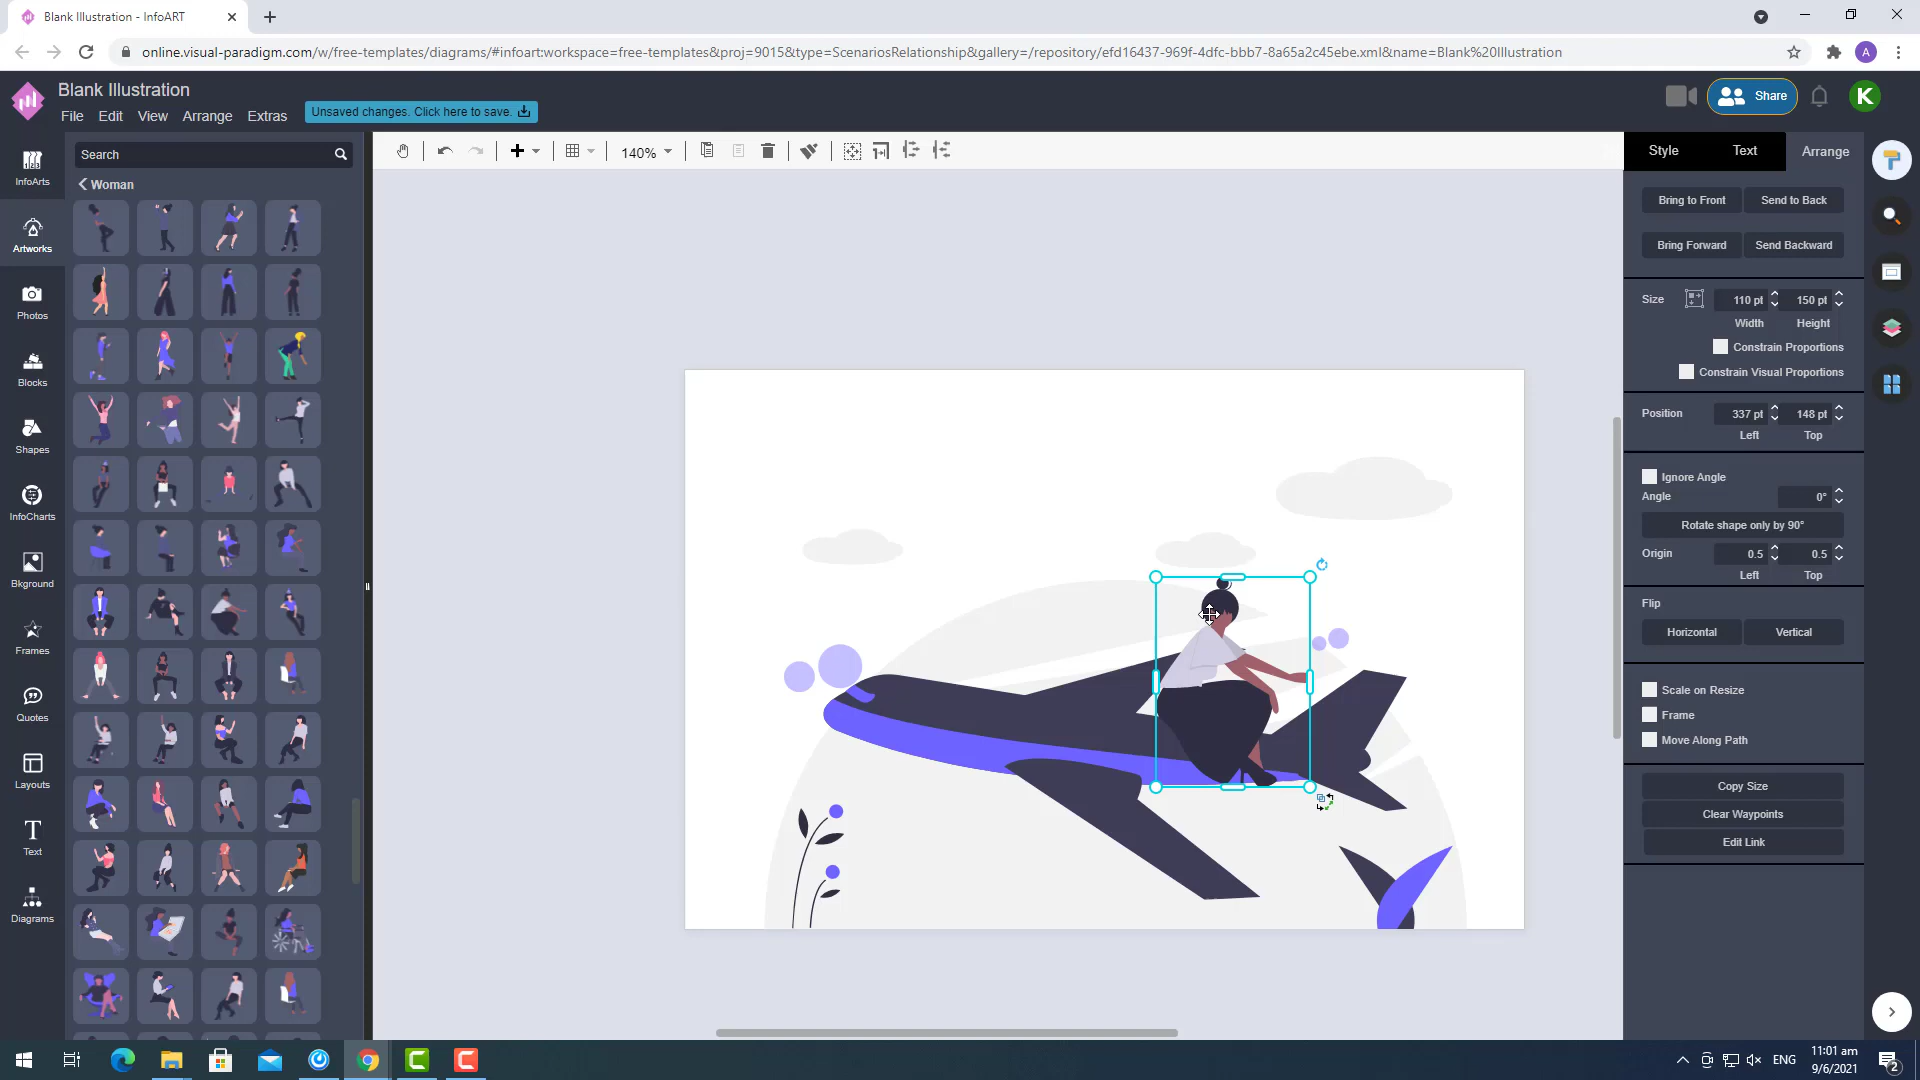 Blank Illustration - InfoART
online.visual-paradigm.com/w/free-templates/diagrams/#infoart:workspace=free-templates&proj=9015&type=ScenariosRelationship&gallery=/repository/efd16437-969f-4dfc-bbb7-8a65a2c45ebe.xml&name=Blank%20Illustration
A
Blank Illustration
File Edit View Arrange Extras
Unsaved changes. Click here to save.
Share
K
InfoArts
Artworks
Photos
Blocks
Shapes
InfoCharts
Bkground
Frames
Quotes
Layouts
Text
Diagrams
Search
Woman
140%
Style Text Arrange
Bring to Front Send to Back
Bring Forward Send Backward
Size 110 pt 150 pt
Width Height
Constrain Proportions
Constrain Visual Proportions
Position 337 pt 148 pt
Left Top
Ignore Angle
Angle 0°
Rotate shape only by 90°
Origin 0.5 0.5
Left Top
Flip
Horizontal Vertical
Scale on Resize
Frame
Move Along Path
Copy Size
Clear Waypoints
Edit Link
ENG
11:01 am
9/6/2021
2